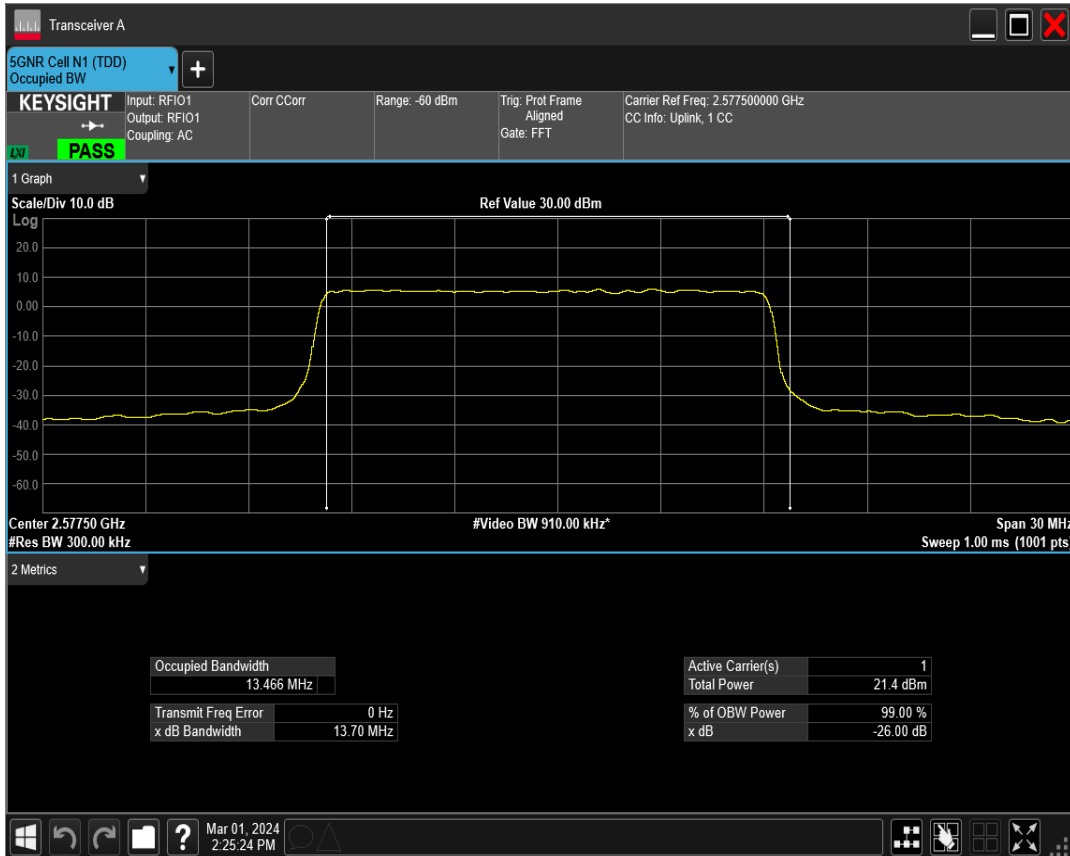 Transceiver A
5GNR Cell N1 (TDD)
Occupied BW
+
KEYSIGHT
LXI
PASS
Input: RFIO1
Output: RFIO1
Coupling: AC
Corr CCorr
Range: -60 dBm
Trig: Prot Frame
Aligned
Gate: FFT
Carrier Ref Freq: 2.577500000 GHz
CC Info: Uplink, 1 CC
1 Graph
Scale/Div 10.0 dB
Ref Value 30.00 dBm
Log
20.0
10.0
0.00
-10.0
-20.0
-30.0
-40.0
-50.0
-60.0
Center 2.57750 GHz
#Video BW 910.00 kHz*
Span 30 MHz
#Res BW 300.00 kHz
Sweep 1.00 ms (1001 pts)
2 Metrics
Occupied Bandwidth
13.466 MHz
Transmit Freq Error 0 Hz
x dB Bandwidth 13.70 MHz
Active Carrier(s) 1
Total Power 21.4 dBm
% of OBW Power 99.00 %
x dB -26.00 dB
?
Mar 01, 2024
2:25:24 PM